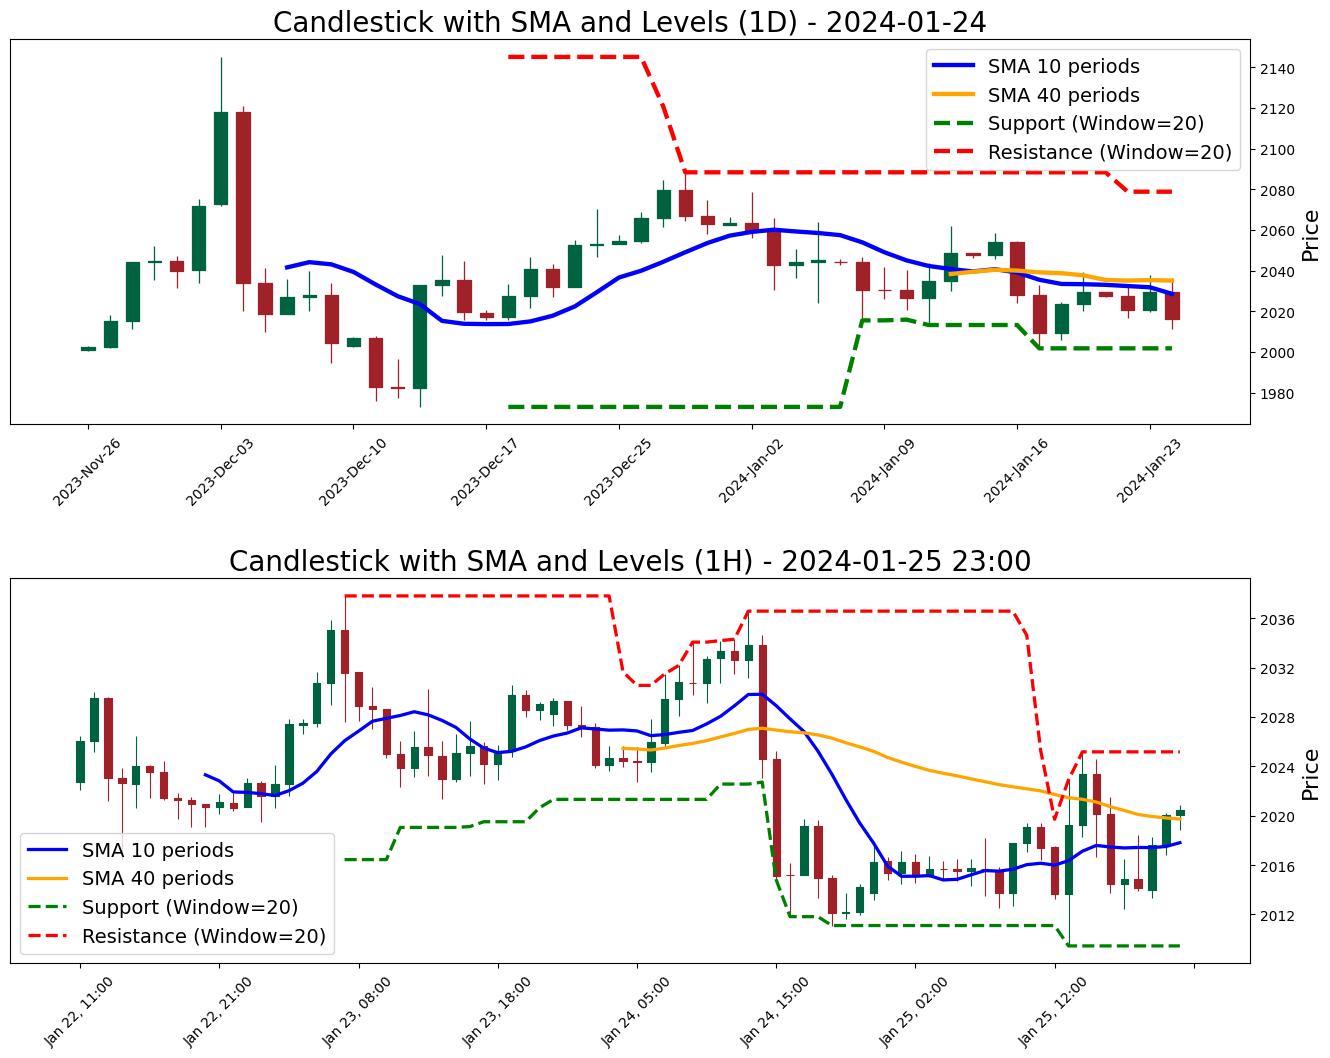 Candlestick with SMA and Levels (1D) - 2024-01-24
SMA 10 periods
SMA 40 periods
Support (Window=20)
Resistance (Window=20)
2140
2120
2100
2080
2060
2040
2020
2000
1980
Price
2023-Nov-26
2023-Dec-03
2023-Dec-10
2023-Dec-17
2023-Dec-25
2024-Jan-02
2024-Jan-09
2024-Jan-16
2024-Jan-23
Candlestick with SMA and Levels (1H) - 2024-01-25 23:00
2036
2032
2028
2024
2020
2016
2012
Price
SMA 10 periods
SMA 40 periods
Support (Window=20)
Resistance (Window=20)
Jan 22, 11:00
Jan 22, 21:00
Jan 23, 08:00
Jan 23, 18:00
Jan 24, 05:00
Jan 24, 15:00
Jan 25, 02:00
Jan 25, 12:00